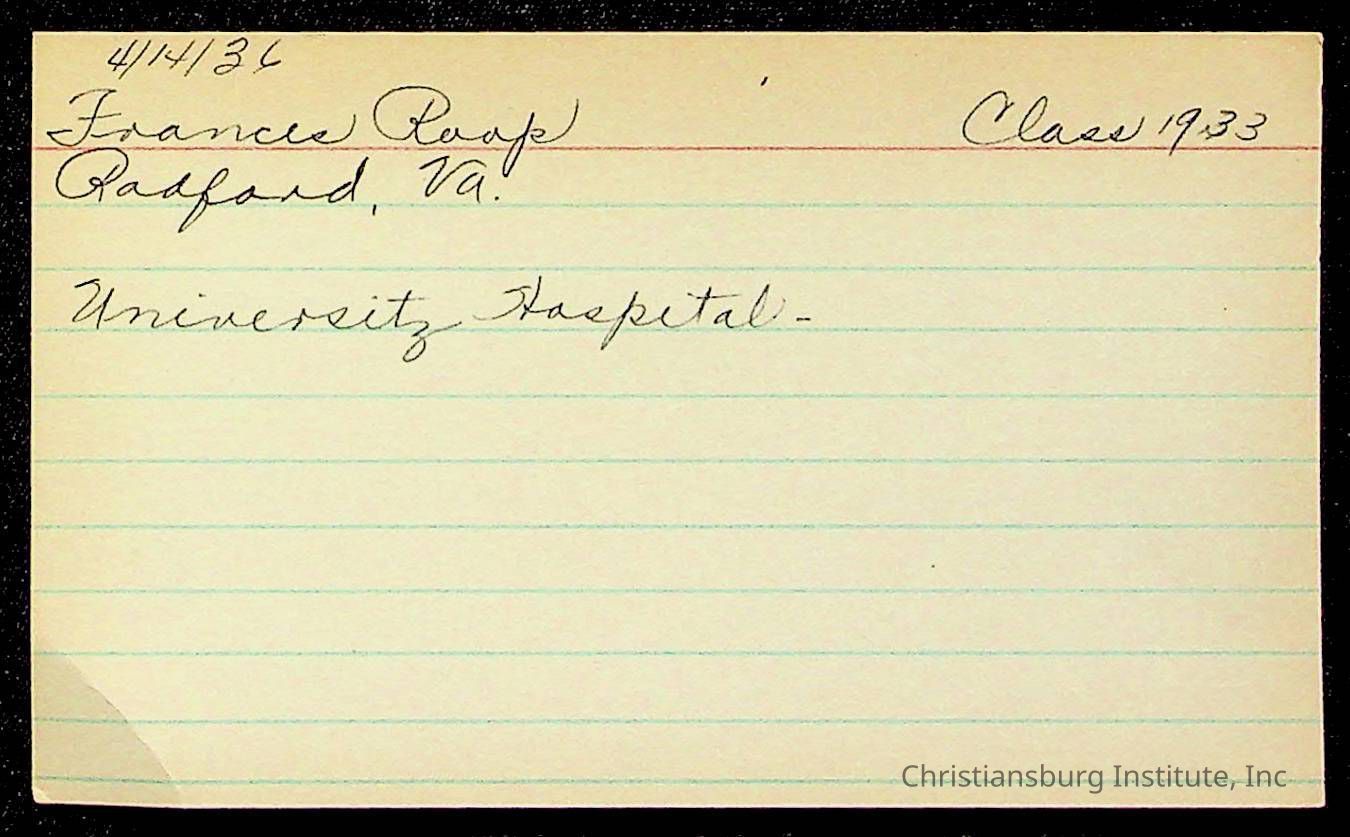 4/14/36
Frances Roop Class 1933
Radford, Va.
University Hospital -
Christiansburg Institute, Inc